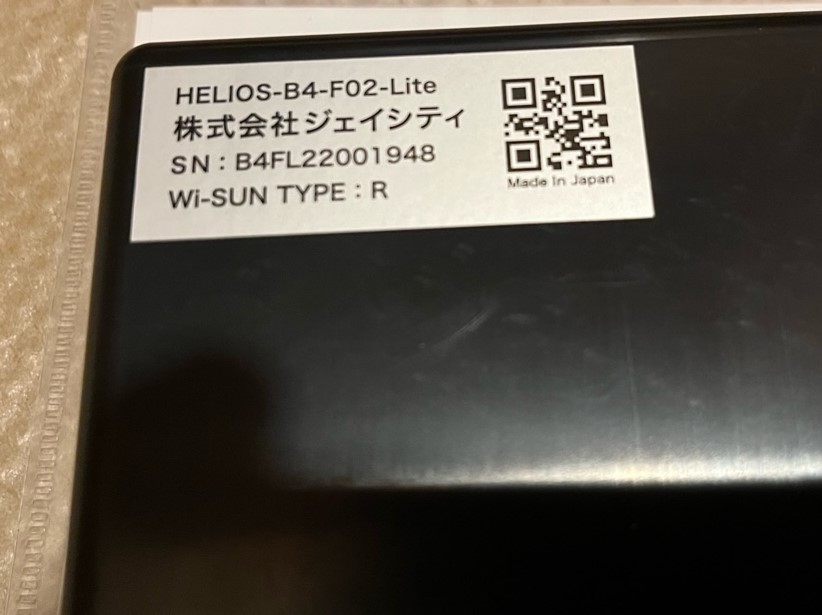 HELIOS-B4-F02-Lite
株式会社ジェイシティ
SN：B4FL22001948
Wi-SUN TYPE：R
Made In Japan